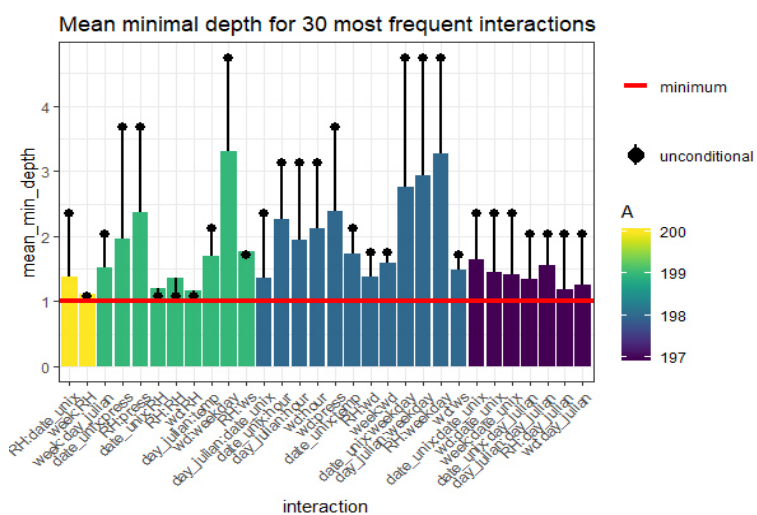 Mean minimal depth for 30 most frequent interactions
mean_min_depth
4
3
2
1
0
RH:date_unix
week:RH
week:day_julian
date_unix:press
RH:press
date_unix:RH
RH:RH
wd:RH
day_julian:temp
wd:weekday
RH:ws
day_julian:date_unix
date_unix:hour
day_julian:hour
wd:hour
wd:press
date_unix:temp
RH:wd
week:wd
date_unix:weekday
day_julian:weekday
RH:weekday
wd:ws
date_unix:date_unix
wd:date_unix
week:date_unix
date_unix:day_julian
day_julian:day_julian
RH:day_julian
wd:day_julian
interaction
minimum
unconditional
A
200
199
198
197